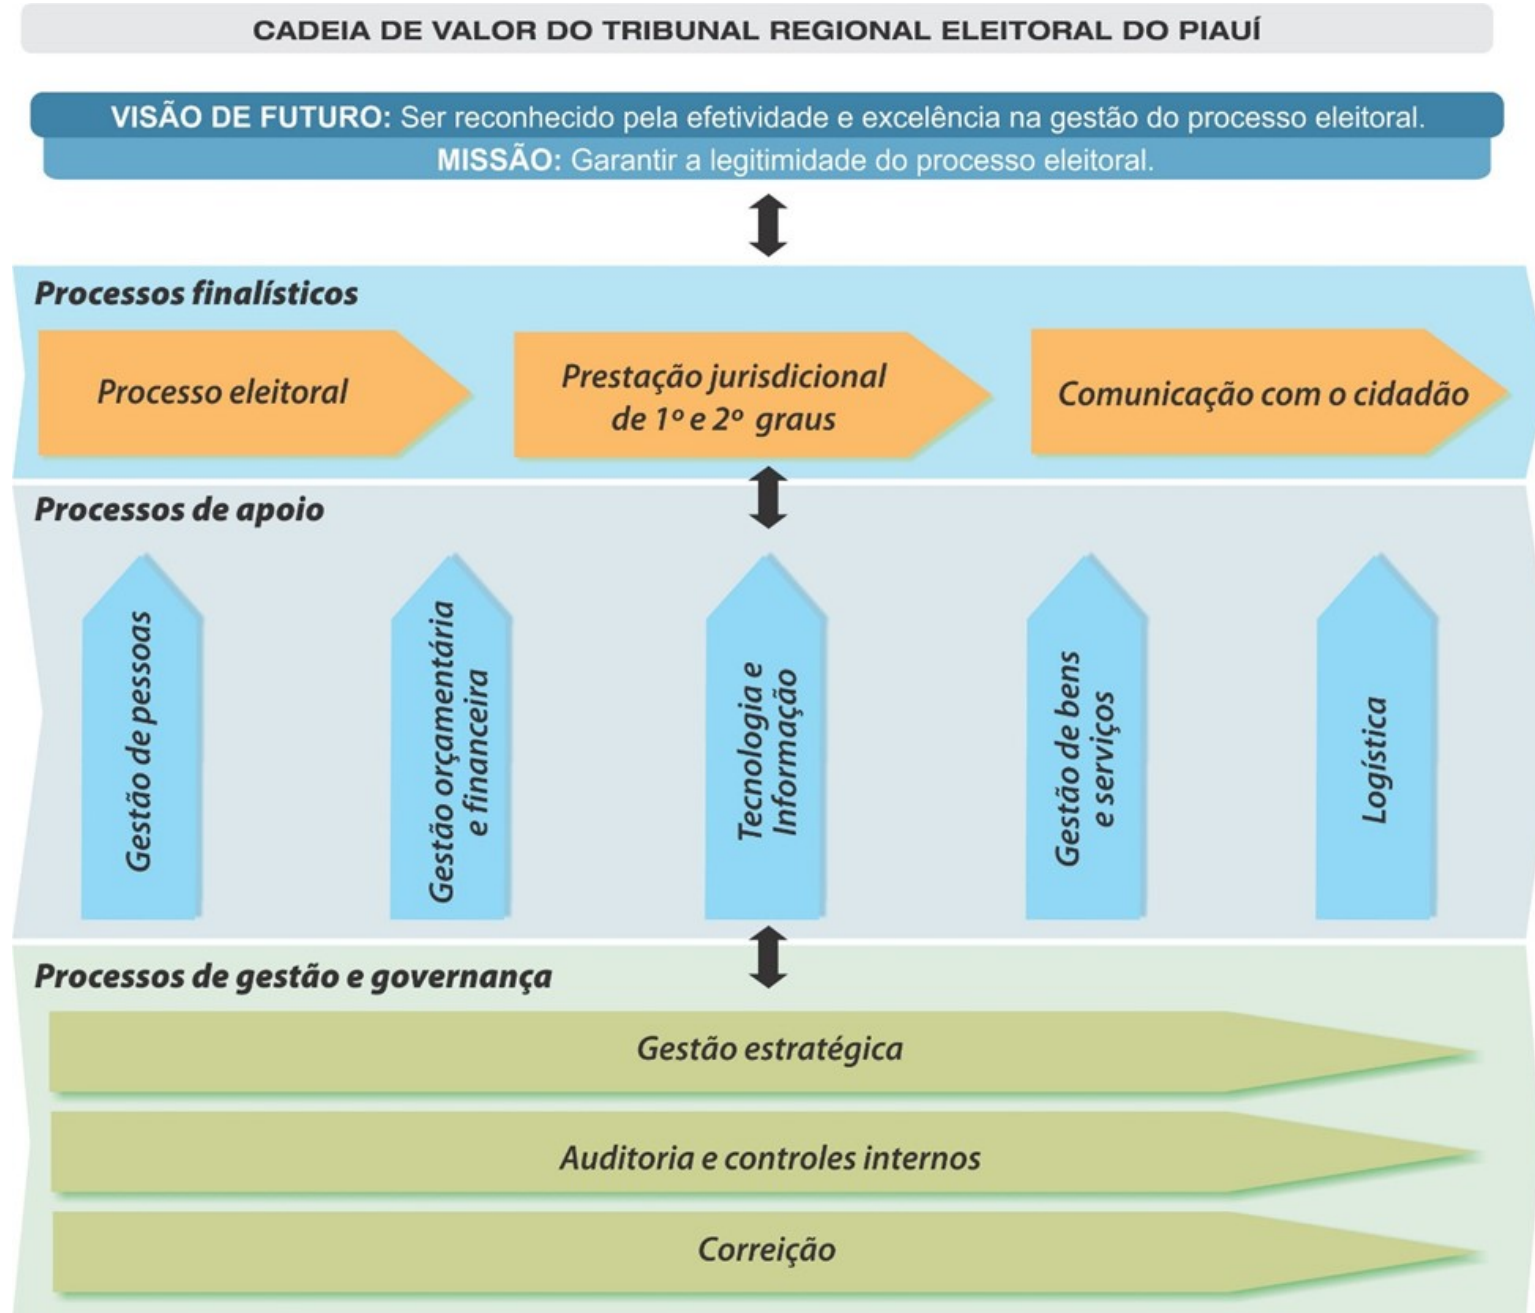 CADEIA DE VALOR DO TRIBUNAL REGIONAL ELEITORAL DO PIAUÍ
VISÃO DE FUTURO: Ser reconhecido pela efetividade e excelência na gestão do processo eleitoral.
MISSÃO: Garantir a legitimidade do processo eleitoral.
Processos finalísticos
Processo eleitoral
Prestação jurisdicional
de 1º e 2º graus
Comunicação com o cidadão
Processos de apoio
Gestão de pessoas
Gestão orçamentária
e financeira
Tecnologia e
Informação
Gestão de bens
e serviços
Logística
Processos de gestão e governança
Gestão estratégica
Auditoria e controles internos
Correição